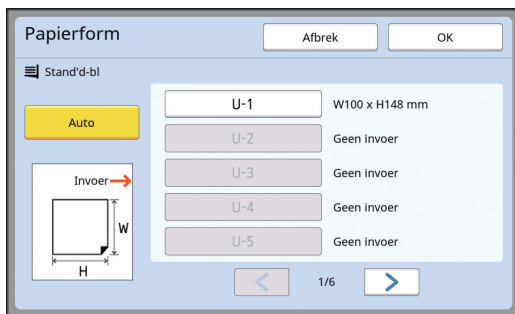 Papierform
Afbrek
OK
Stand'd-bl
Auto
U-1 W100 x H148 mm
U-2 Geen invoer
U-3 Geen invoer
U-4 Geen invoer
U-5 Geen invoer
Invoer
W
H
1/6